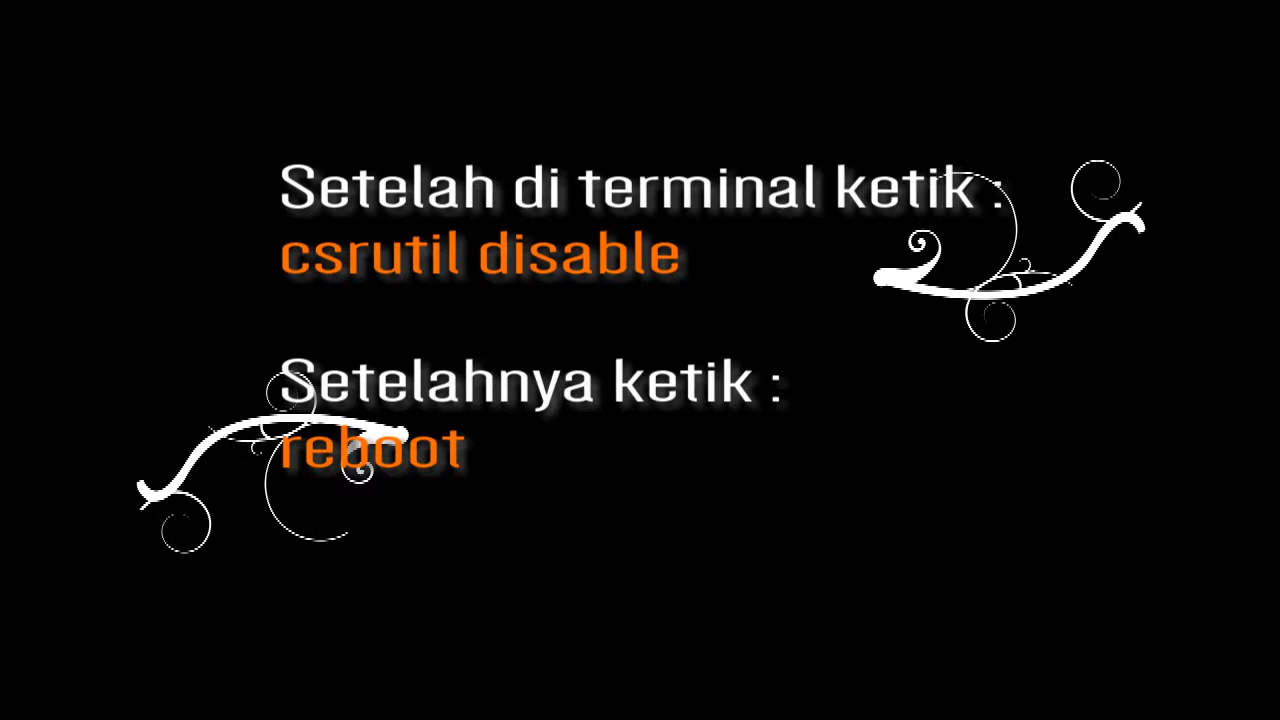 Setelah di terminal ketik :
csrutil disable
Setelahnya ketik :
reboot